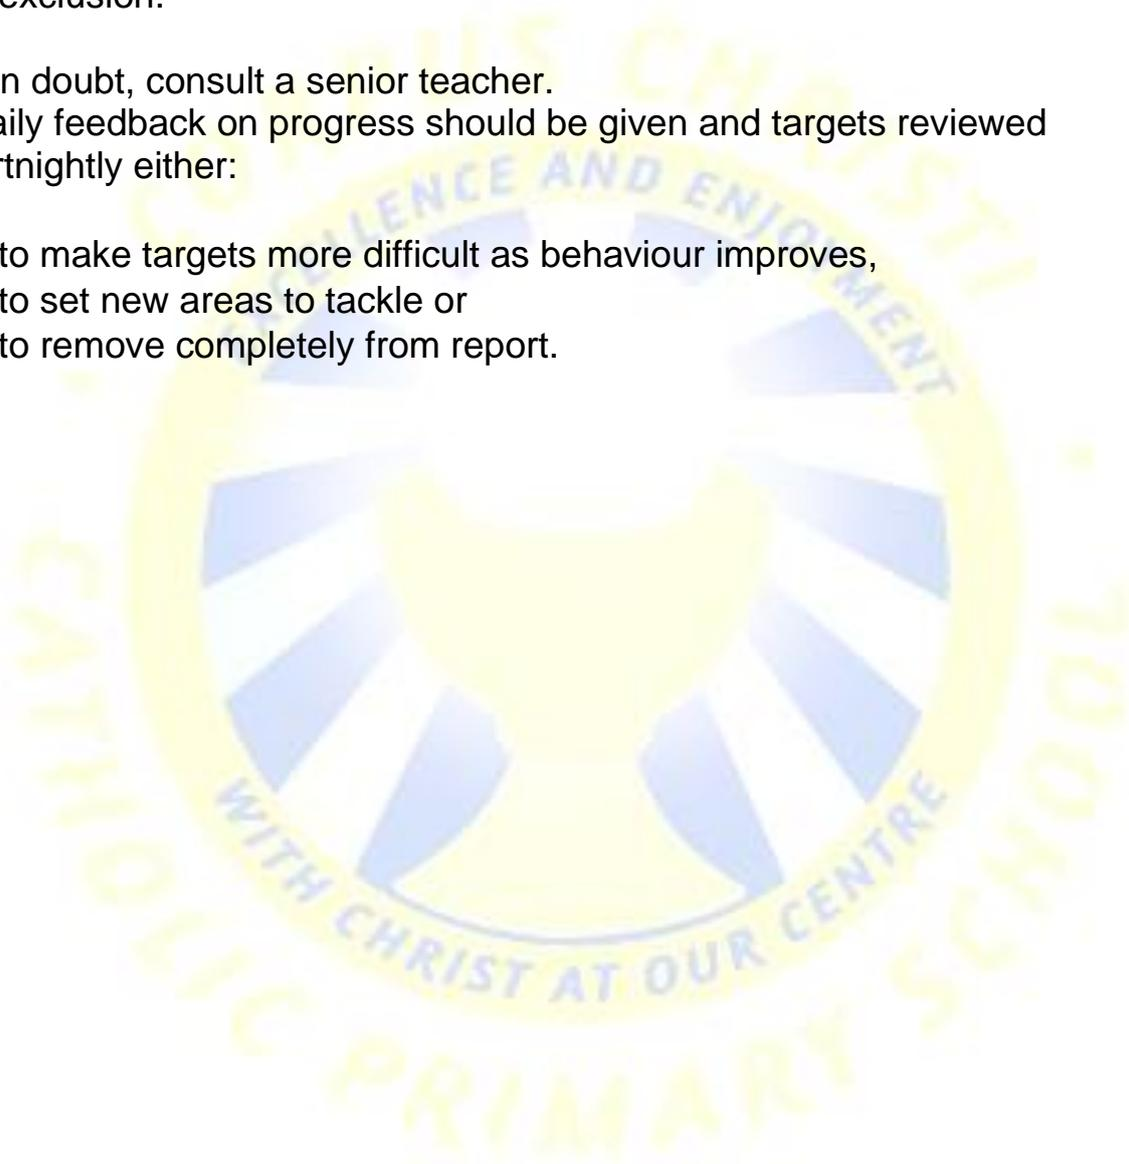 exclusion.
n doubt, consult a senior teacher.
aily feedback on progress should be given and targets reviewed
rtnightly either:
to make targets more difficult as behaviour improves,
to set new areas to tackle or
to remove completely from report.
CORPUS CHRISTI
EXCELLENCE AND ENJOYMENT
WITH CHRIST AT OUR CENTRE
CATHOLIC PRIMARY SCHOOL